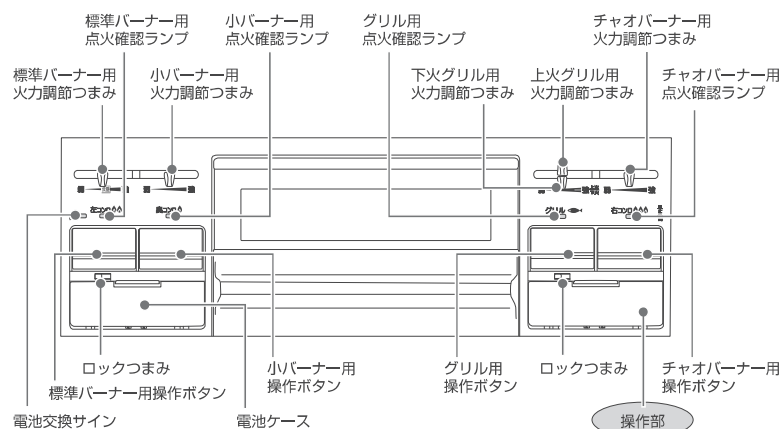 標準バーナー用
点火確認ランプ
小バーナー用
点火確認ランプ
グリル用
点火確認ランプ
チャオバーナー用
火力調節つまみ
標準バーナー用
火力調節つまみ
小バーナー用
火力調節つまみ
下火グリル用
火力調節つまみ
上火グリル用
火力調節つまみ
チャオバーナー用
点火確認ランプ
弱
強
弱
強
弱
強
弱
強
左コンロ
グリル
右コンロ
ロックつまみ
小バーナー用
操作ボタン
グリル用
操作ボタン
ロックつまみ
チャオバーナー用
操作ボタン
標準バーナー用操作ボタン
電池交換サイン
電池ケース
操作部